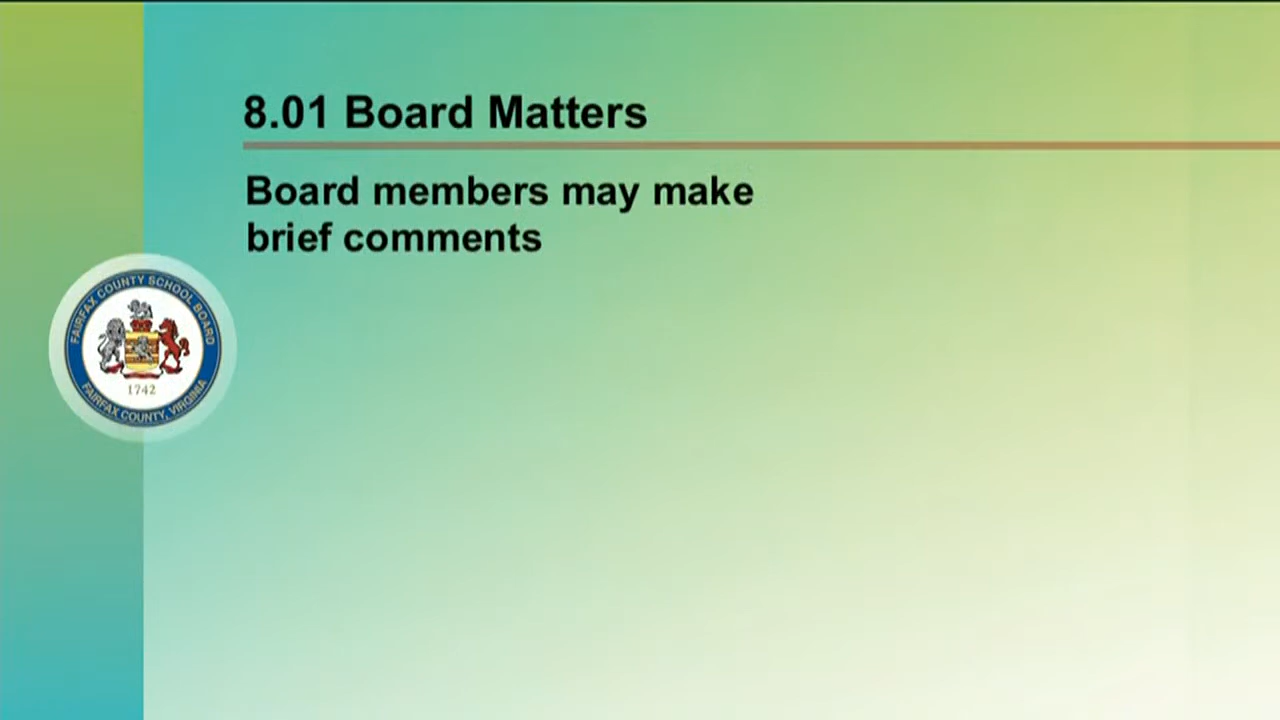 8.01 Board Matters
Board members may make
brief comments
FAIRFAX COUNTY SCHOOL BOARD
1742
FAIRFAX COUNTY, VIRGINIA